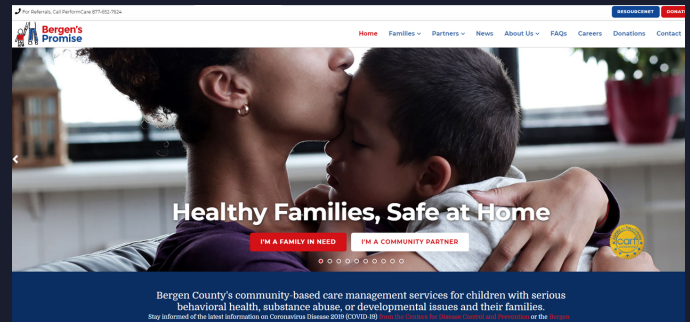 For Referrals, Call PerformCare 877-652-7624
RESOURCENET
DONAT
Bergen's
Promise
Home Families Partners News About Us FAQs Careers Donations Contact
Healthy Families, Safe at Home
I'M A FAMILY IN NEED
I'M A COMMUNITY PARTNER
carf
Bergen County's community-based care management services for children with serious
behavioral health, substance abuse, or developmental issues and their families.
Stay informed of the latest information on Coronavirus Disease 2019 (COVID-19) from the Centers for Disease Control and Prevention or the Bergen